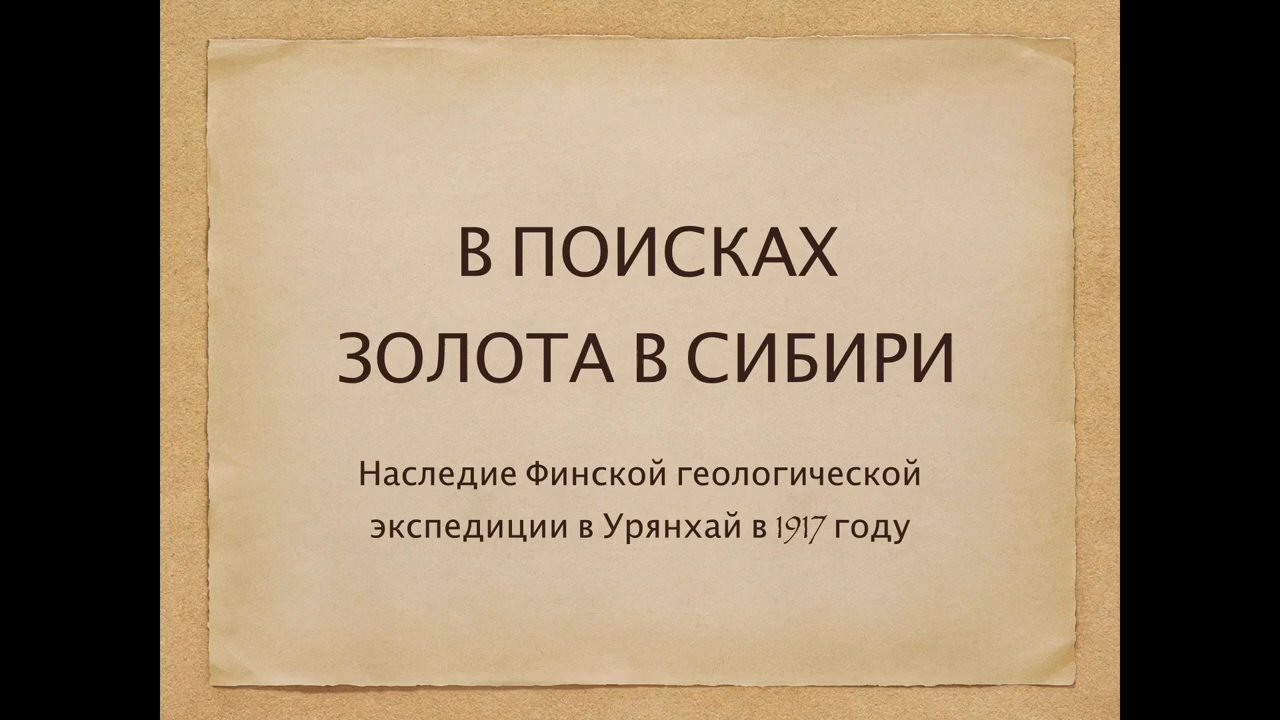 В ПОИСКАХ
ЗОЛОТА В СИБИРИ
Наследие Финской геологической
экспедиции в Урянхай в 1917 году